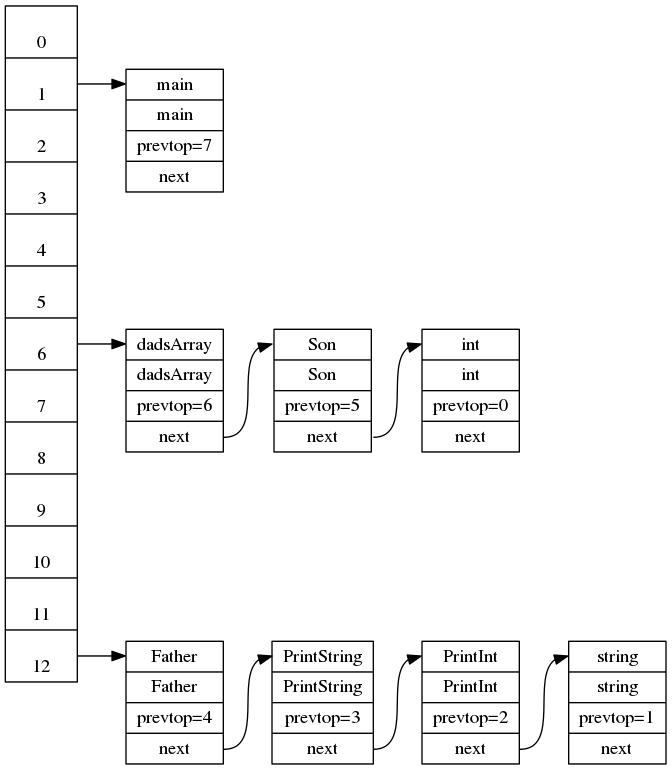 0
1
2
3
4
5
6
7
8
9
10
11
12
main
main
prevtop=7
next
dadsArray
dadsArray
prevtop=6
next
Son
Son
prevtop=5
next
int
int
prevtop=0
next
Father
Father
prevtop=4
next
PrintString
PrintString
prevtop=3
next
PrintInt
PrintInt
prevtop=2
next
string
string
prevtop=1
next